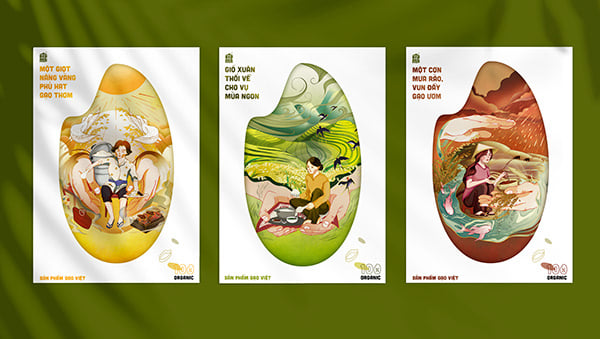 MỘT GIỌT
NẮNG VÀNG
PHỦ HẠT
GẠO THƠM
SẢN PHẨM GẠO VIỆT
ORGANIC
GIÓ XUÂN
THỔI VỀ
CHO VỤ
MÙA NGON
SẢN PHẨM GẠO VIỆT
ORGANIC
MỘT CƠN
MƯA RÀO,
VUN ĐẦY
GẠO ƯƠM
SẢN PHẨM GẠO VIỆT
ORGANIC